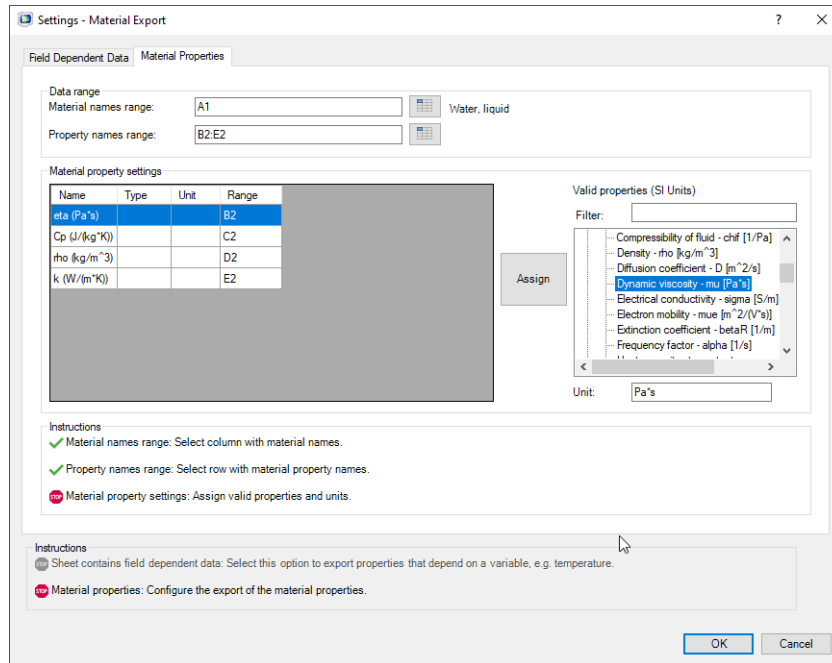 Settings - Material Export
?
Field Dependent Data
Material Properties
Data range
Material names range:
A1
Water, liquid
Property names range:
B2:E2
Material property settings
Name Type Unit Range
eta (Pa*s) B2
Cp (J/(kg*K)) C2
rho (kg/m^3) D2
k (W/(m*K)) E2
Assign
Valid properties (SI Units)
Filter:
Compressibility of fluid - chif [1/Pa]
Density - rho [kg/m^3]
Diffusion coefficient - D [m^2/s]
Dynamic viscosity - mu [Pa*s]
Electrical conductivity - sigma [S/m]
Electron mobility - mue [m^2/(V*s)]
Extinction coefficient - betaR [1/m]
Frequency factor - alpha [1/s]
Unit:
Pa*s
Instructions
Material names range: Select column with material names.
Property names range: Select row with material property names.
STOP Material property settings: Assign valid properties and units.
Instructions
STOP Sheet contains field dependent data: Select this option to export properties that depend on a variable, e.g. temperature.
STOP Material properties: Configure the export of the material properties.
OK
Cancel